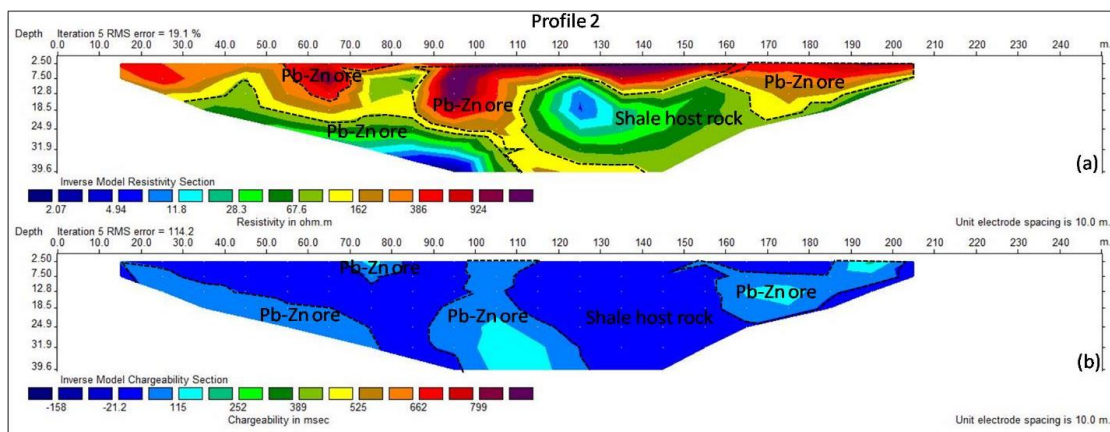 Profile 2
Depth Iteration 5 RMS error = 19.1 %
0.0 10.0 20.0 30.0 40.0 50.0 60.0 70.0 80.0 90.0 100 110 120 130 140 150 160 170 180 190 200 210 220 230 240 m.
2.50
7.50
12.8
18.5
24.9
31.9
39.6
Pb-Zn ore
Pb-Zn ore
Pb-Zn ore
Pb-Zn ore
Shale host rock
(a)
Inverse Model Resistivity Section
2.07 4.94 11.8 28.3 67.6 162 386 924
Resistivity in ohm.m
Unit electrode spacing is 10.0 m.
Depth Iteration 5 RMS error = 114.2
0.0 10.0 20.0 30.0 40.0 50.0 60.0 70.0 80.0 90.0 100 110 120 130 140 150 160 170 180 190 200 210 220 230 240 m.
2.50
7.50
12.8
18.5
24.9
31.9
39.6
Pb-Zn ore
Pb-Zn ore
Pb-Zn ore
Pb-Zn ore
Shale host rock
(b)
Inverse Model Chargeability Section
-158 -21.2 115 252 389 525 662 799
Chargeability in msec
Unit electrode spacing is 10.0 m.